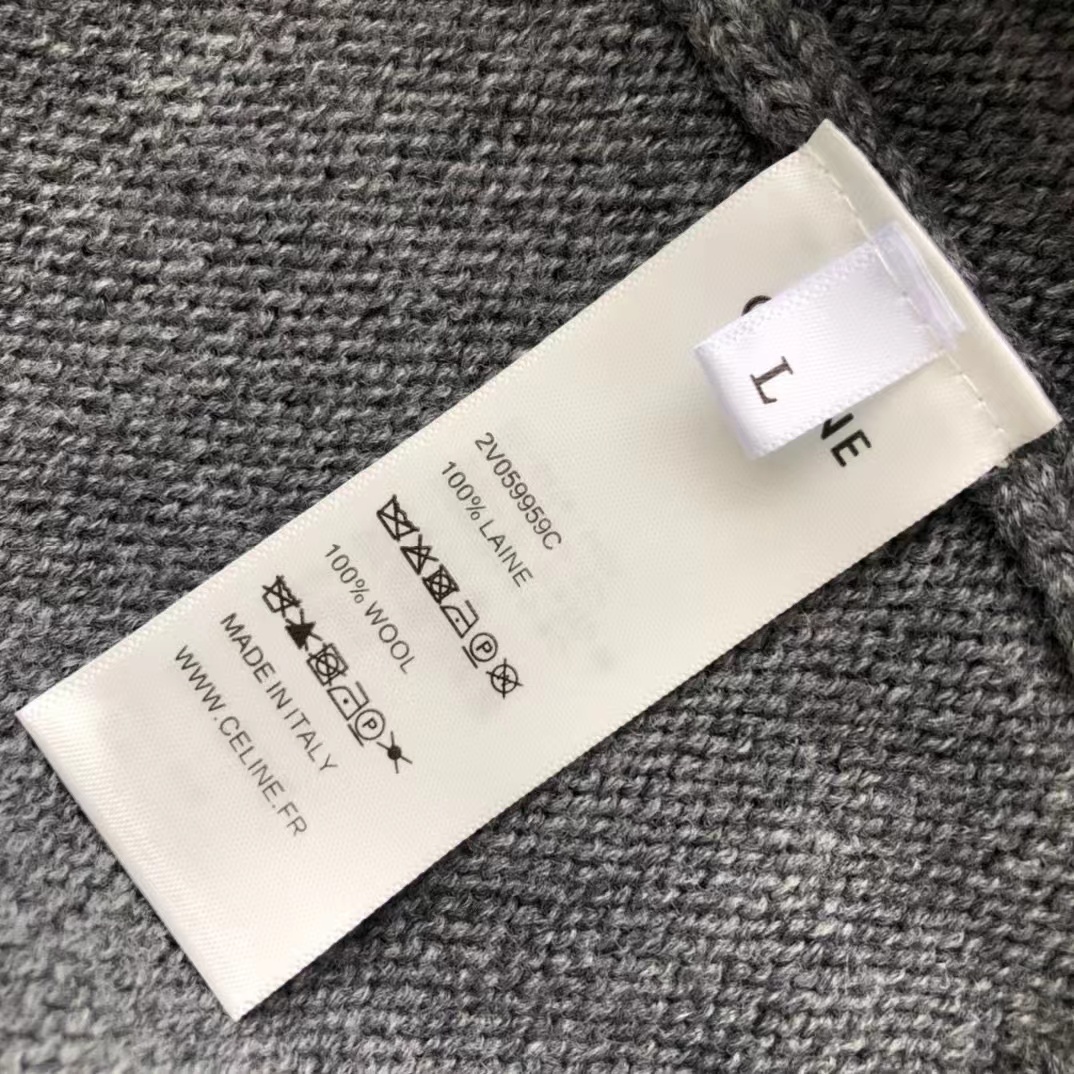 L
NE
2V059959C
100% LAINE
P
100% WOOL
P
MADE IN ITALY
WWW.CELINE.FR